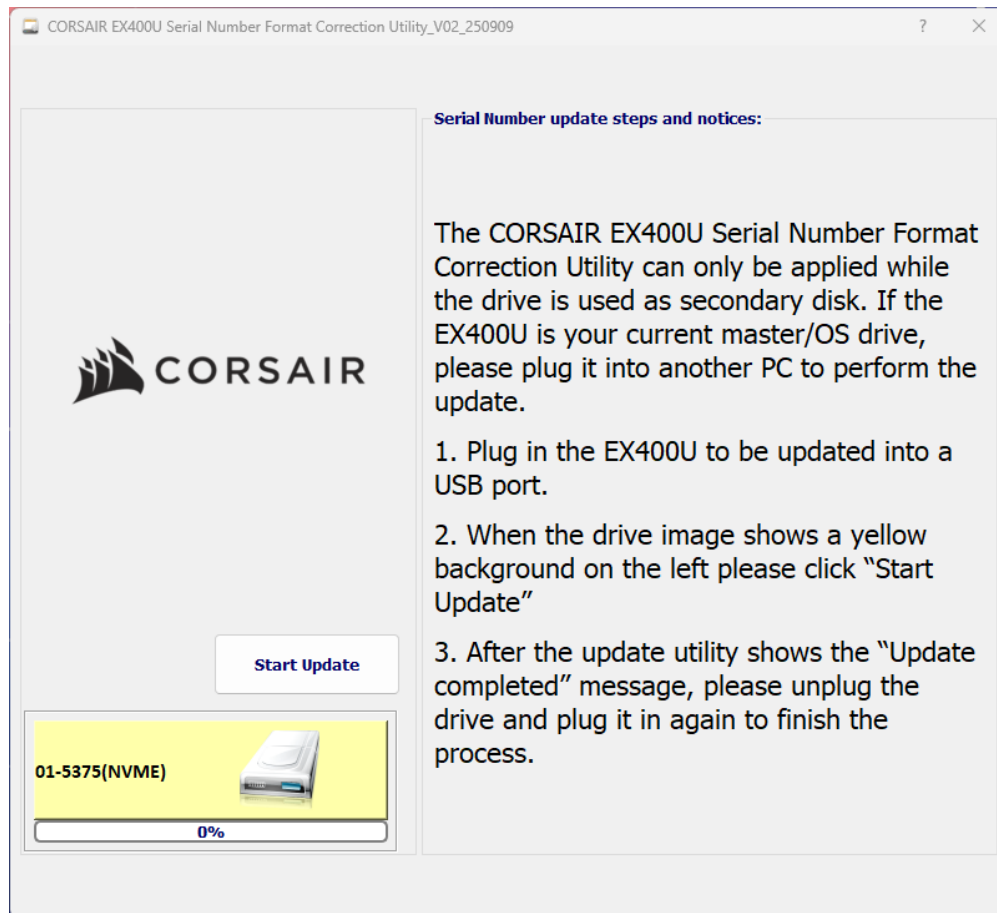 CORSAIR EX400U Serial Number Format Correction Utility_V02_250909
?
Serial Number update steps and notices:
The CORSAIR EX400U Serial Number Format
Correction Utility can only be applied while
the drive is used as secondary disk. If the
EX400U is your current master/OS drive,
please plug it into another PC to perform the
update.
1. Plug in the EX400U to be updated into a
USB port.
2. When the drive image shows a yellow
background on the left please click “Start
Update”
3. After the update utility shows the “Update
completed” message, please unplug the
drive and plug it in again to finish the
process.
CORSAIR
Start Update
01-5375(NVME)
0%